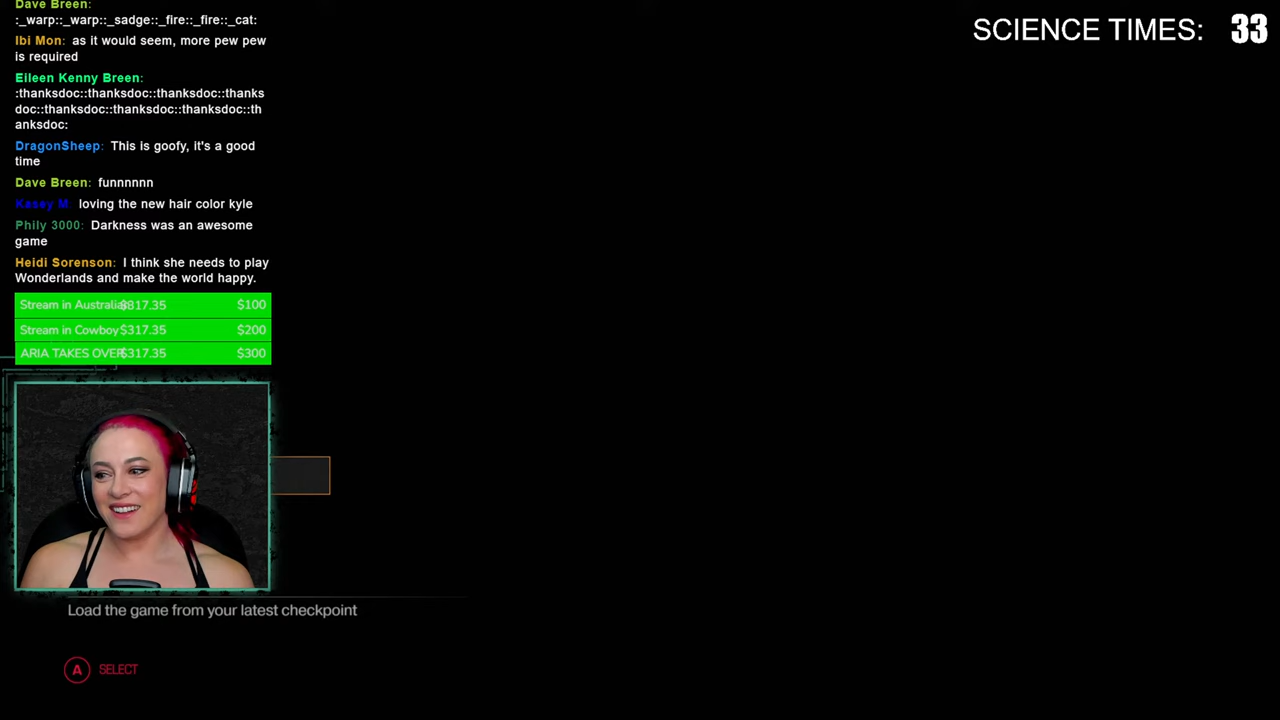 Dave Breen:
:_warp::_warp::_sadge::_fire::_fire::_cat:
SCIENCE TIMES: 33
Ibi Mon: as it would seem, more pew pew
is required
Eileen Kenny Breen:
:thanksdoc::thanksdoc::thanksdoc::thanks
doc::thanksdoc::thanksdoc::thanksdoc::th
anksdoc:
DragonSheep: This is goofy, it's a good
time
Dave Breen: funnnnnn
Kasey M: loving the new hair color kyle
Phily 3000: Darkness was an awesome
game
Heidi Sorenson: I think she needs to play
Wonderlands and make the world happy.
Stream in Australia $317.35 $100
Stream in Cowboy $317.35 $200
ARIA TAKES OVER $317.35 $300
Load the game from your latest checkpoint
A SELECT